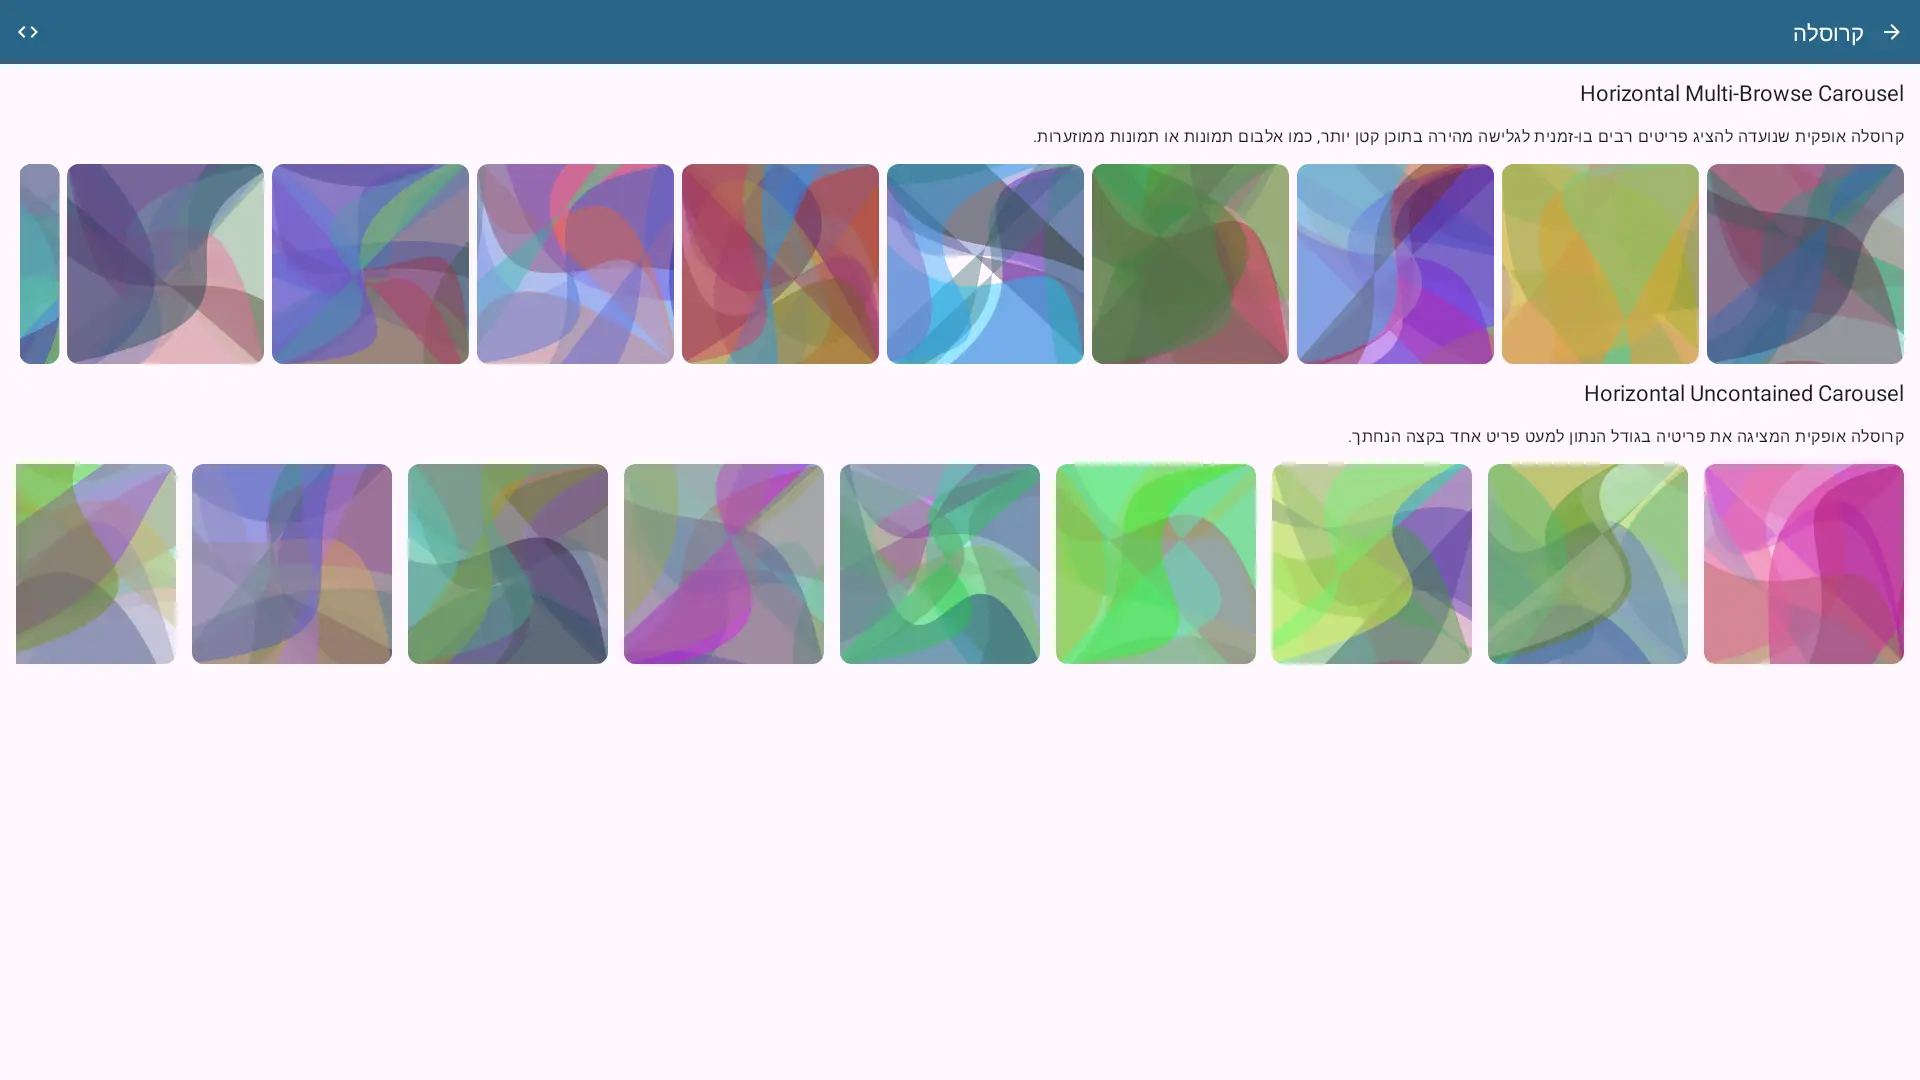 קרוסלה
Horizontal Multi-Browse Carousel
קרוסלה אופקית שנועדה להציג פריטים רבים בו-זמנית לגלישה מהירה בתוכן קטן יותר, כמו אלבום תמונות או תמונות ממוזערות.
Horizontal Uncontained Carousel
קרוסלה אופקית המציגה את פריטיה בגודל הנתון למעט פריט אחד בקצה הנחתך.